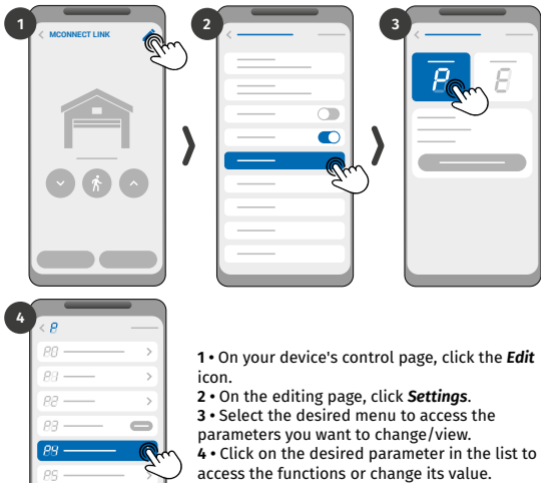 1
< MCONNECT LINK
2
<
3
<
P
E
4
< P
P0
P1
P2
P3
P4
P5
1 • On your device's control page, click the Edit
icon.
2 • On the editing page, click Settings.
3 • Select the desired menu to access the
parameters you want to change/view.
4 • Click on the desired parameter in the list to
access the functions or change its value.